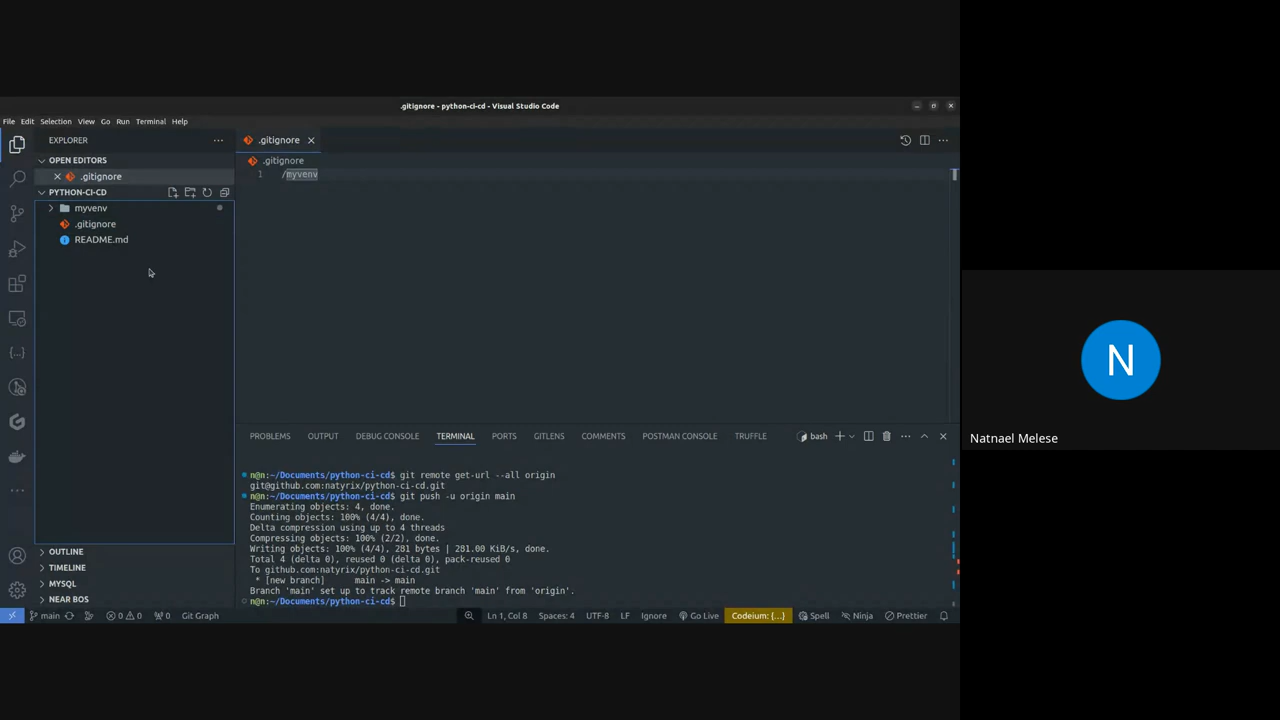 .gitignore - python-ci-cd - Visual Studio Code
File Edit Selection View Go Run Terminal Help
EXPLORER
OPEN EDITORS
.gitignore
PYTHON-CI-CD
myvenv
.gitignore
README.md
OUTLINE
TIMELINE
MYSQL
NEAR BOS
.gitignore
.gitignore
1 /myvenv
PROBLEMS OUTPUT DEBUG CONSOLE TERMINAL PORTS GITLENS COMMENTS POSTMAN CONSOLE TRUFFLE bash
n@n:~/Documents/python-ci-cd$ git remote get-url --all origin
git@github.com:natyrix/python-ci-cd.git
n@n:~/Documents/python-ci-cd$ git push -u origin main
Enumerating objects: 4, done.
Counting objects: 100% (4/4), done.
Delta compression using up to 4 threads
Compressing objects: 100% (2/2), done.
Writing objects: 100% (4/4), 281 bytes | 281.00 KiB/s, done.
Total 4 (delta 0), reused 0 (delta 0), pack-reused 0
To github.com:natyrix/python-ci-cd.git
* [new branch] main -> main
Branch 'main' set up to track remote branch 'main' from 'origin'.
n@n:~/Documents/python-ci-cd$
main 0 0 0 Git Graph Ln 1, Col 8 Spaces: 4 UTF-8 LF Ignore Go Live Codeium: {...} Spell Ninja Prettier
N
Natnael Melese